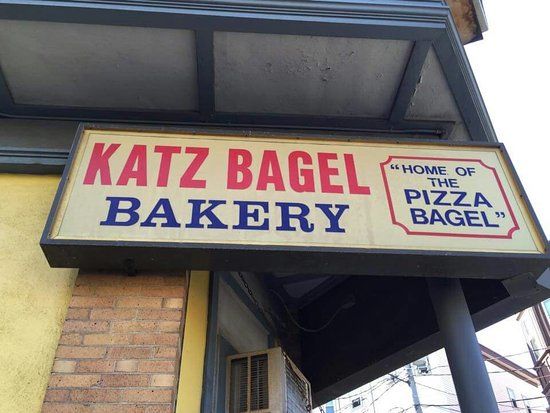 KATZ BAGEL
BAKERY
"HOME OF
THE
PIZZA
BAGEL"